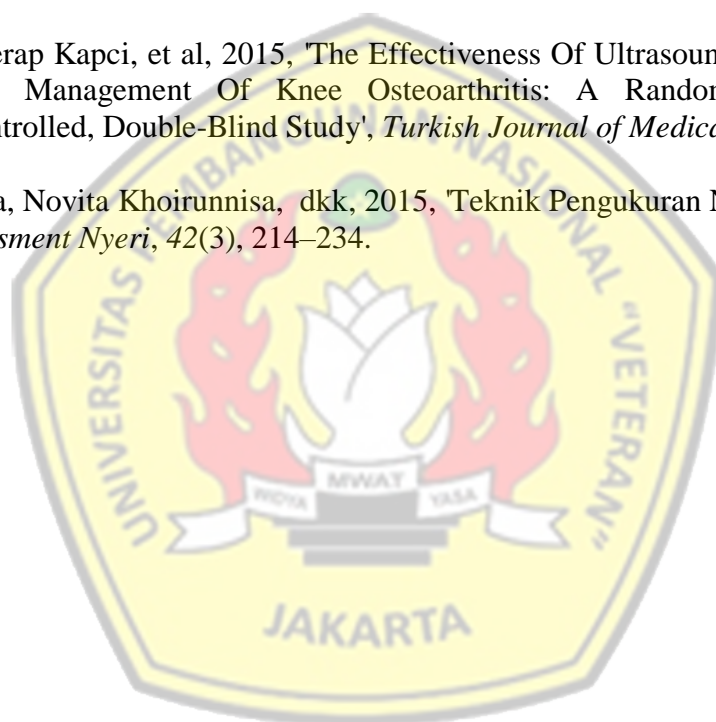 erap Kapci, et al, 2015, 'The Effectiveness Of Ultrasoun
Management Of Knee Osteoarthritis: A Rando
ntrolled, Double-Blind Study', Turkish Journal of Medica
a, Novita Khoirunnisa, dkk, 2015, 'Teknik Pengukuran N
sment Nyeri, 42(3), 214–234.
UNIVERSITAS PEMBANGUNAN NASIONAL "VETERAN"
WIDYA MWAT YASA
JAKARTA